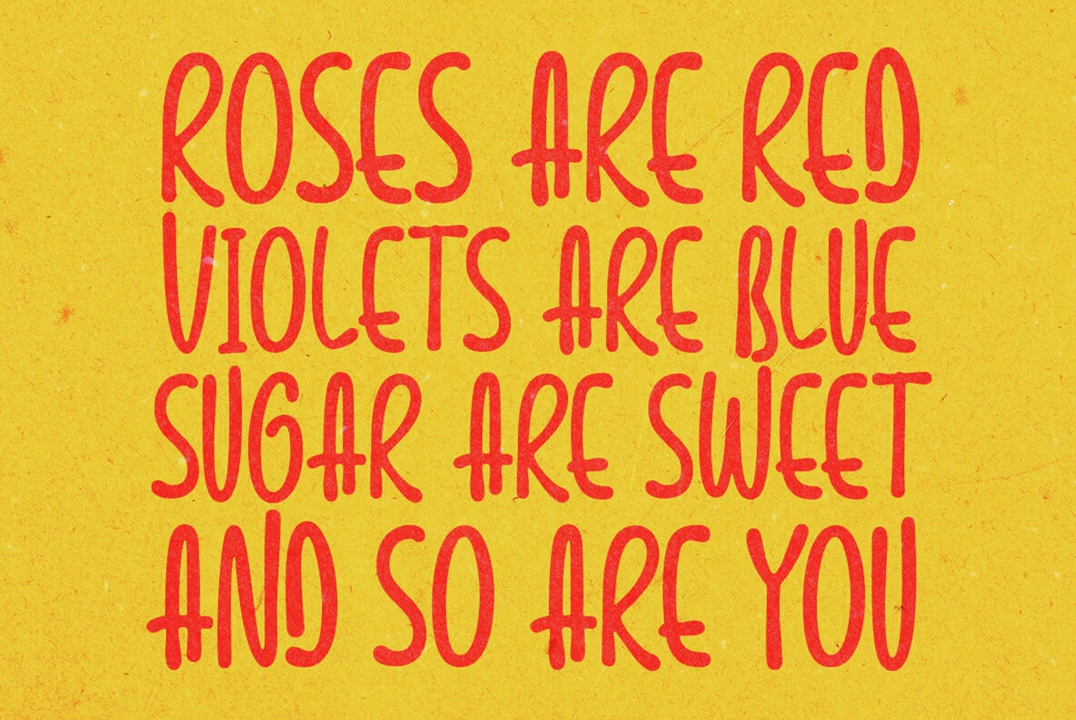 ROSES ARE RED
VIOLETS ARE BLUE
SUGAR ARE SWEET
AND SO ARE YOU